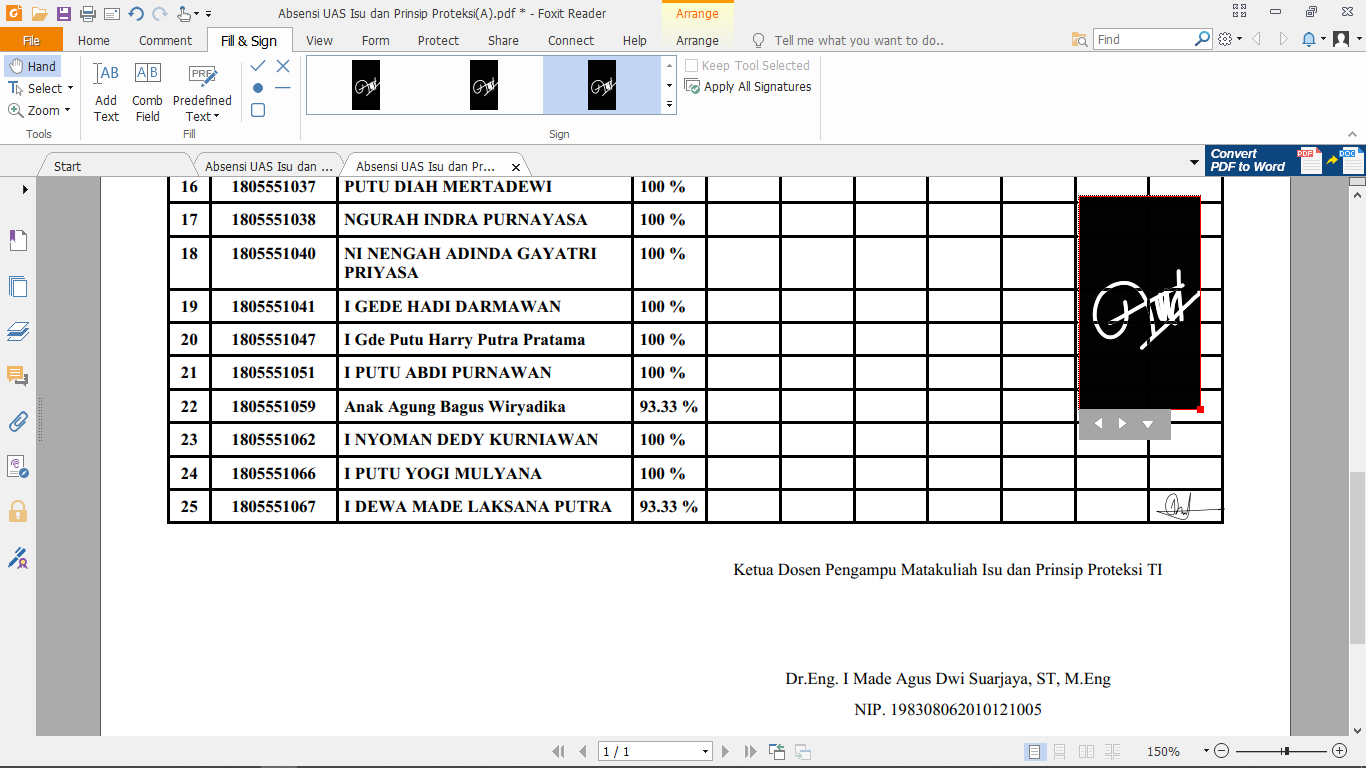 Absensi UAS Isu dan Prinsip Proteksi(A).pdf * - Foxit Reader
Arrange
File Home Comment Fill & Sign View Form Protect Share Connect Help Arrange Tell me what you want to do.. Find
Hand
Select
Zoom
Tools
AB
Add Text
AB
Comb Field
PRE
Predefined Text
Fill
Sign
Keep Tool Selected
Apply All Signatures
Start
Absensi UAS Isu dan ...
Absensi UAS Isu dan Pr...
Convert PDF to Word
PDF DOC
16 1805551037 PUTU DIAH MERTADEWI 100 %
17 1805551038 NGURAH INDRA PURNAYASA 100 %
18 1805551040 NI NENGAH ADINDA GAYATRI 100 %
PRIYASA
19 1805551041 I GEDE HADI DARMAWAN 100 %
20 1805551047 I Gde Putu Harry Putra Pratama 100 %
21 1805551051 I PUTU ABDI PURNAWAN 100 %
22 1805551059 Anak Agung Bagus Wiryadika 93.33 %
23 1805551062 I NYOMAN DEDY KURNIAWAN 100 %
24 1805551066 I PUTU YOGI MULYANA 100 %
25 1805551067 I DEWA MADE LAKSANA PUTRA 93.33 %
Ketua Dosen Pengampu Matakuliah Isu dan Prinsip Proteksi TI
Dr.Eng. I Made Agus Dwi Suarjaya, ST, M.Eng
NIP. 198308062010121005
1 / 1
150%